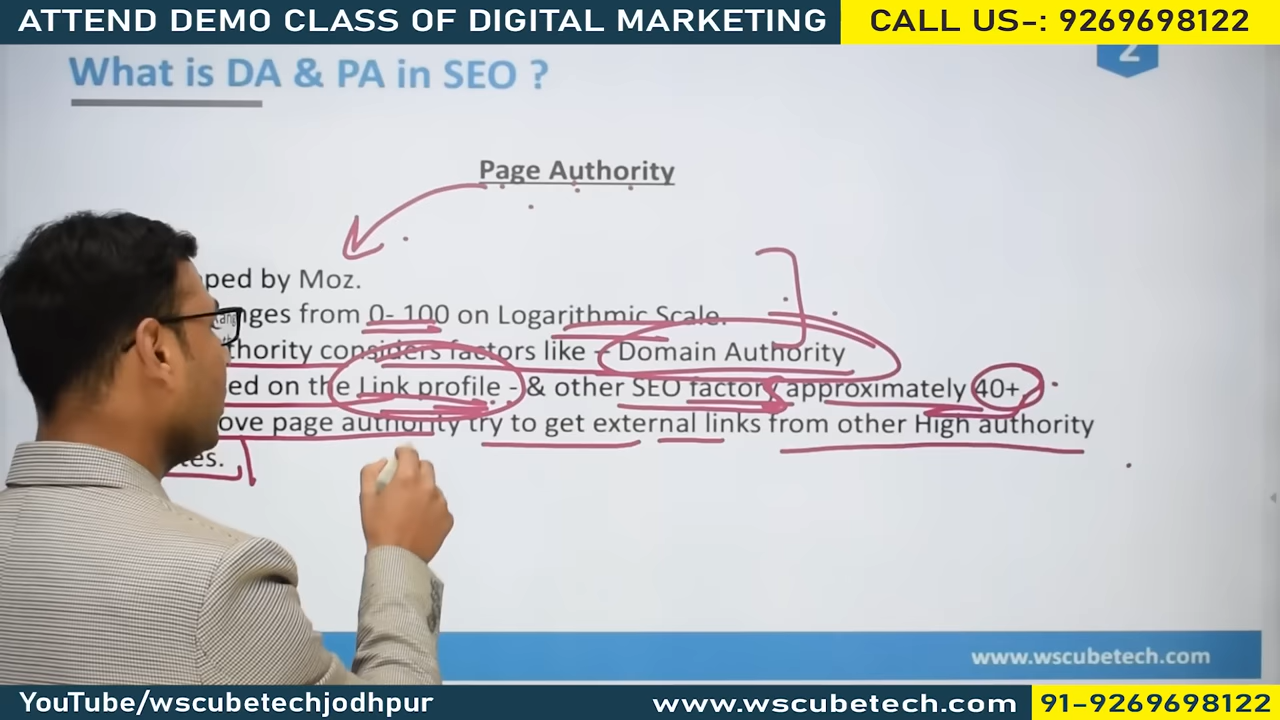 ATTEND DEMO CLASS OF DIGITAL MARKETING
CALL US-: 9269698122
What is DA & PA in SEO ?
2
Page Authority
ped by Moz.
nges from 0- 100 on Logarithmic Scale.
thority considers factors like – Domain Authority
ed on the Link profile - & other SEO factors approximately 40+,
ove page authority try to get external links from other High authority
tes.
www.wscubetech.com
YouTube/wscubetechjodhpur
www.wscubetech.com
91-9269698122